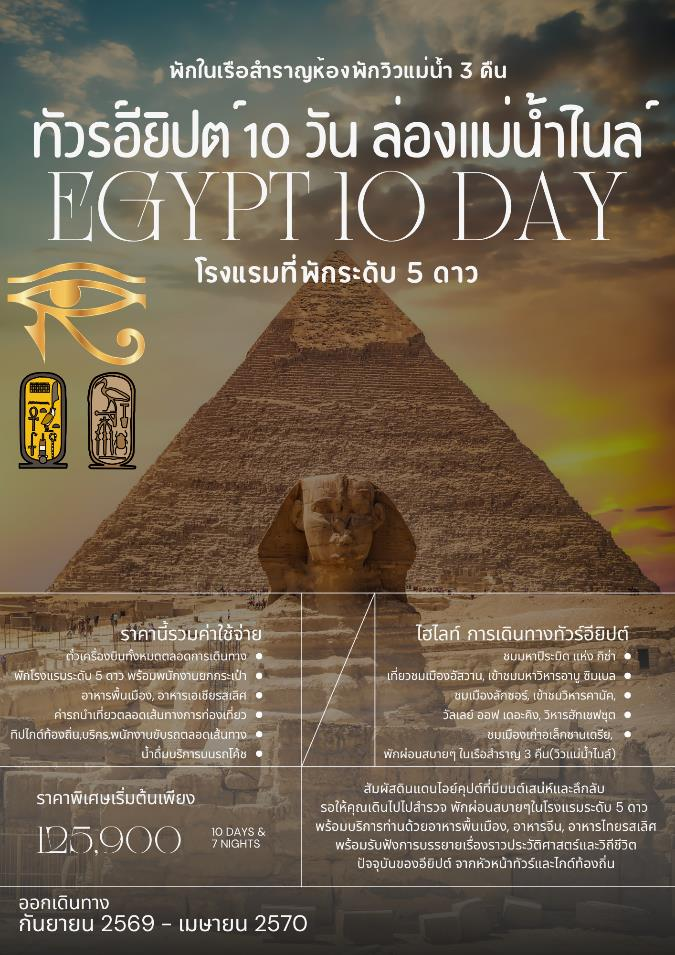 พักในเรือสำราญห้องพักวิวแม่น้ำ 3 คืน
ทัวร์อียิปต์ 10 วัน ล่องแม่น้ำไนล์
EGYPT 10 DAY
โรงแรมที่พักระดับ 5 ดาว
ราคานี้รวมค่าใช้จ่าย
ตั๋วเครื่องบินทั้งหมดตลอดการเดินทาง
พักโรงแรมระดับ 5 ดาว พร้อมพนักงานยกกระเป๋า
อาหารพื้นเมือง, อาหารเอเชียรสเลิศ
ค่ารถนำเที่ยวตลอดเส้นทางการท่องเที่ยว
ทิปไกด์ท้องถิ่น,บริกร,พนักงานขับรถตลอดเส้นทาง
น้ำดื่มบริการบนรถโค้ช
ไฮไลท์ การเดินทางทัวร์อียิปต์
ชมมหาปิระมิด แห่ง กิซ่า
เที่ยวชมเมืองอัสวาน, เข้าชมมหาวิหารอาบู ซิมเบล
ชมเมืองลักซอร์, เข้าชมวิหารคานัค,
วัลเลย์ ออฟ เดอะคิง, วิหารฮัทเชฟซุต
ชมเมืองเก่าอเล็กซานเดรีย,
พักผ่อนสบายๆ ในเรือสำราญ 3 คืน(วิวแม่น้ำไนล์)
ราคาพิเศษเริ่มต้นเพียง
125,900
10 DAYS &
7 NIGHTS
สัมผัสดินแดนไอย์คุปต์ที่มีมนต์เสน่ห์และลึกลับ
รอให้คุณเดินไปไปสำรวจ พักผ่อนสบายๆในโรงแรมระดับ 5 ดาว
พร้อมบริการท่านด้วยอาหารพื้นเมือง, อาหารจีน, อาหารไทยรสเลิศ
พร้อมรับฟังการบรรยายเรื่องราวประวัติศาสตร์และวิถีชีวิต
ปัจจุบันของอียิปต์ จากหัวหน้าทัวร์และไกด์ท้องถิ่น
ออกเดินทาง
กันยายน 2569 – เมษายน 2570